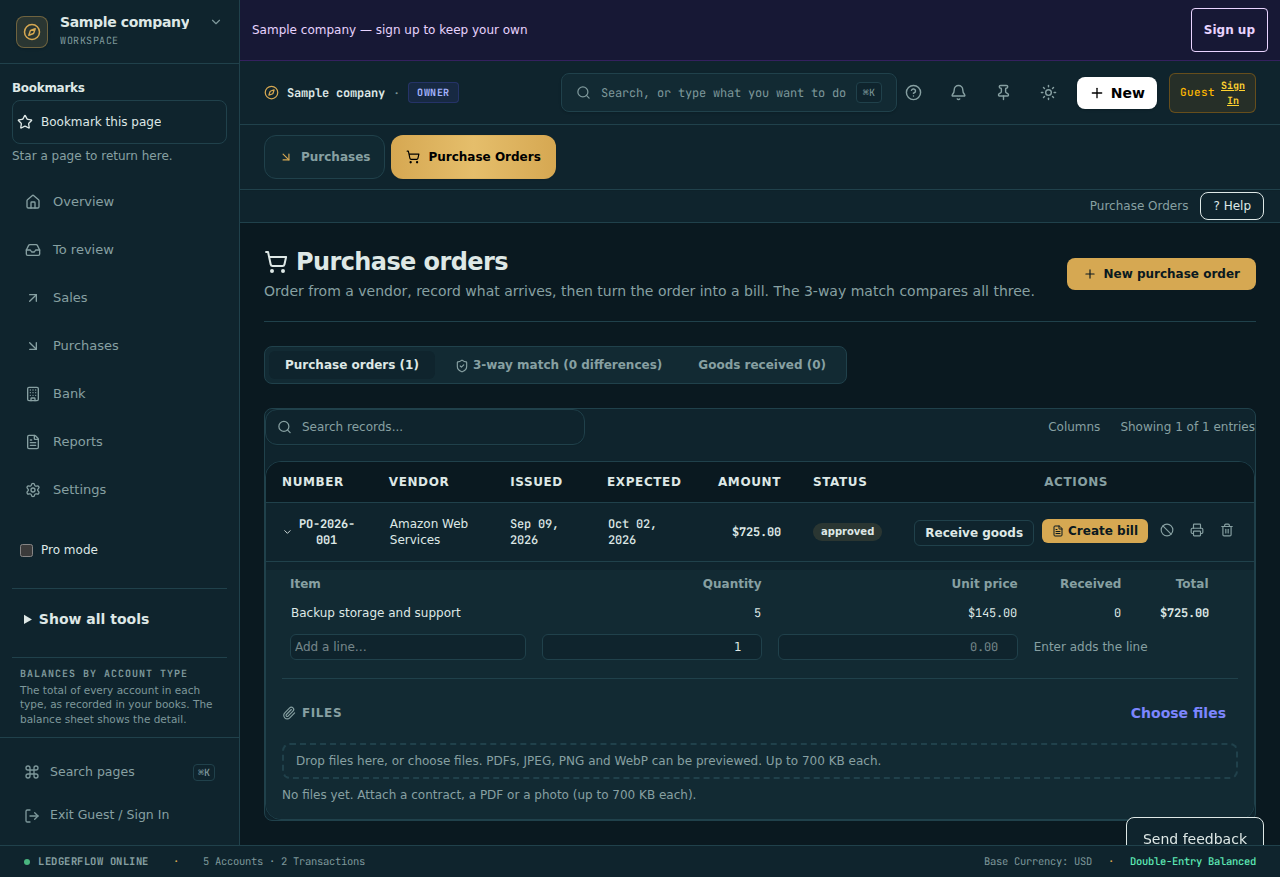 Sample company
WORKSPACE
Bookmarks
Bookmark this page
Star a page to return here.
Overview
To review
Sales
Purchases
Bank
Reports
Settings
Pro mode
Show all tools
BALANCES BY ACCOUNT TYPE
The total of every account in each
type, as recorded in your books. The
balance sheet shows the detail.
Search pages ⌘K
Exit Guest / Sign In
Sample company — sign up to keep your own
Sign up
Sample company · OWNER
Search, or type what you want to do ⌘K
New
Guest Sign
In
Purchases
Purchase Orders
Purchase Orders
? Help
Purchase orders
Order from a vendor, record what arrives, then turn the order into a bill. The 3-way match compares all three.
New purchase order
Purchase orders (1)
3-way match (0 differences)
Goods received (0)
Search records...
Columns
Showing 1 of 1 entries
NUMBER VENDOR ISSUED EXPECTED AMOUNT STATUS ACTIONS
PO-2026-
001
Amazon Web
Services
Sep 09,
2026
Oct 02,
2026
$725.00
approved
Receive goods
Create bill
Item Quantity Unit price Received Total
Backup storage and support 5 $145.00 0 $725.00
Add a line... 1 0.00 Enter adds the line
FILES
Choose files
Drop files here, or choose files. PDFs, JPEG, PNG and WebP can be previewed. Up to 700 KB each.
No files yet. Attach a contract, a PDF or a photo (up to 700 KB each).
Send feedback
LEDGERFLOW ONLINE · 5 Accounts · 2 Transactions
Base Currency: USD · Double-Entry Balanced